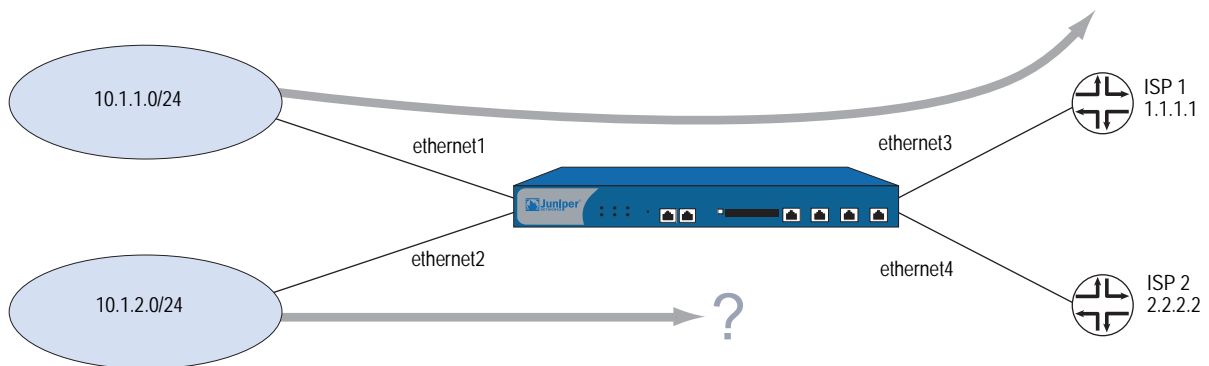 10.1.1.0/24
ISP 1
1.1.1.1
ethernet1
ethernet3
Juniper
NETWORKS
ethernet2
ethernet4
10.1.2.0/24
?
ISP 2
2.2.2.2